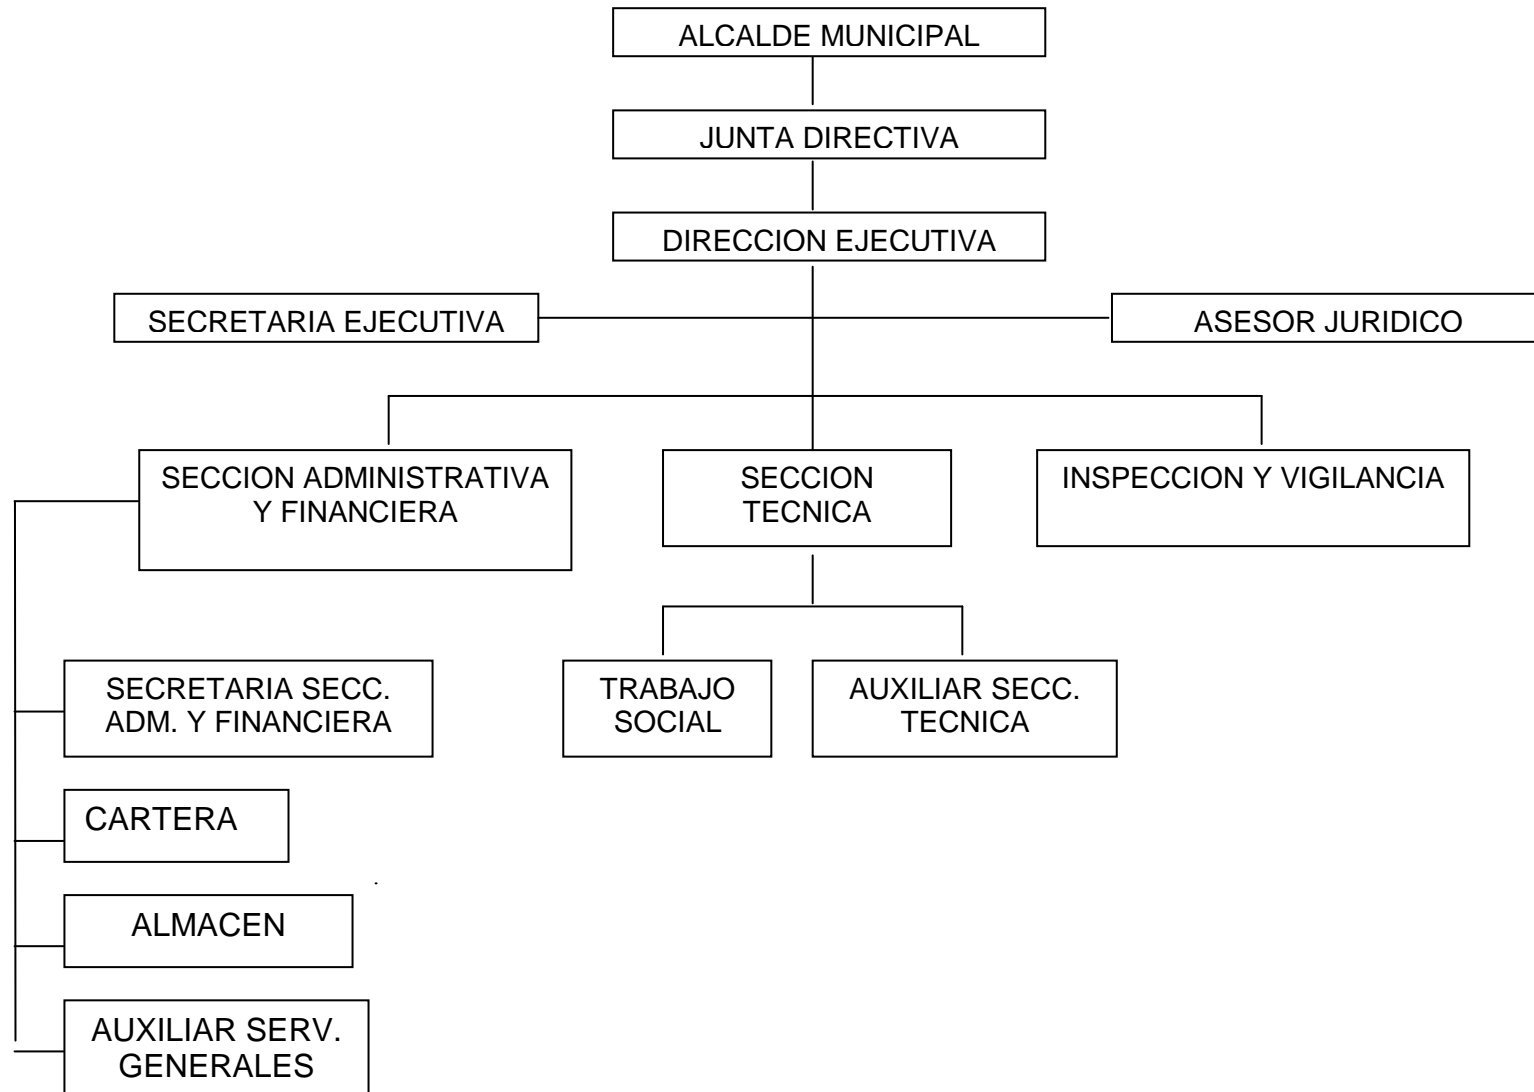 ALCALDE MUNICIPAL
JUNTA DIRECTIVA
DIRECCION EJECUTIVA
SECRETARIA EJECUTIVA
ASESOR JURIDICO
SECCION ADMINISTRATIVA
Y FINANCIERA
SECCION
TECNICA
INSPECCION Y VIGILANCIA
SECRETARIA SECC.
ADM. Y FINANCIERA
TRABAJO
SOCIAL
AUXILIAR SECC.
TECNICA
CARTERA
.
ALMACEN
AUXILIAR SERV.
GENERALES